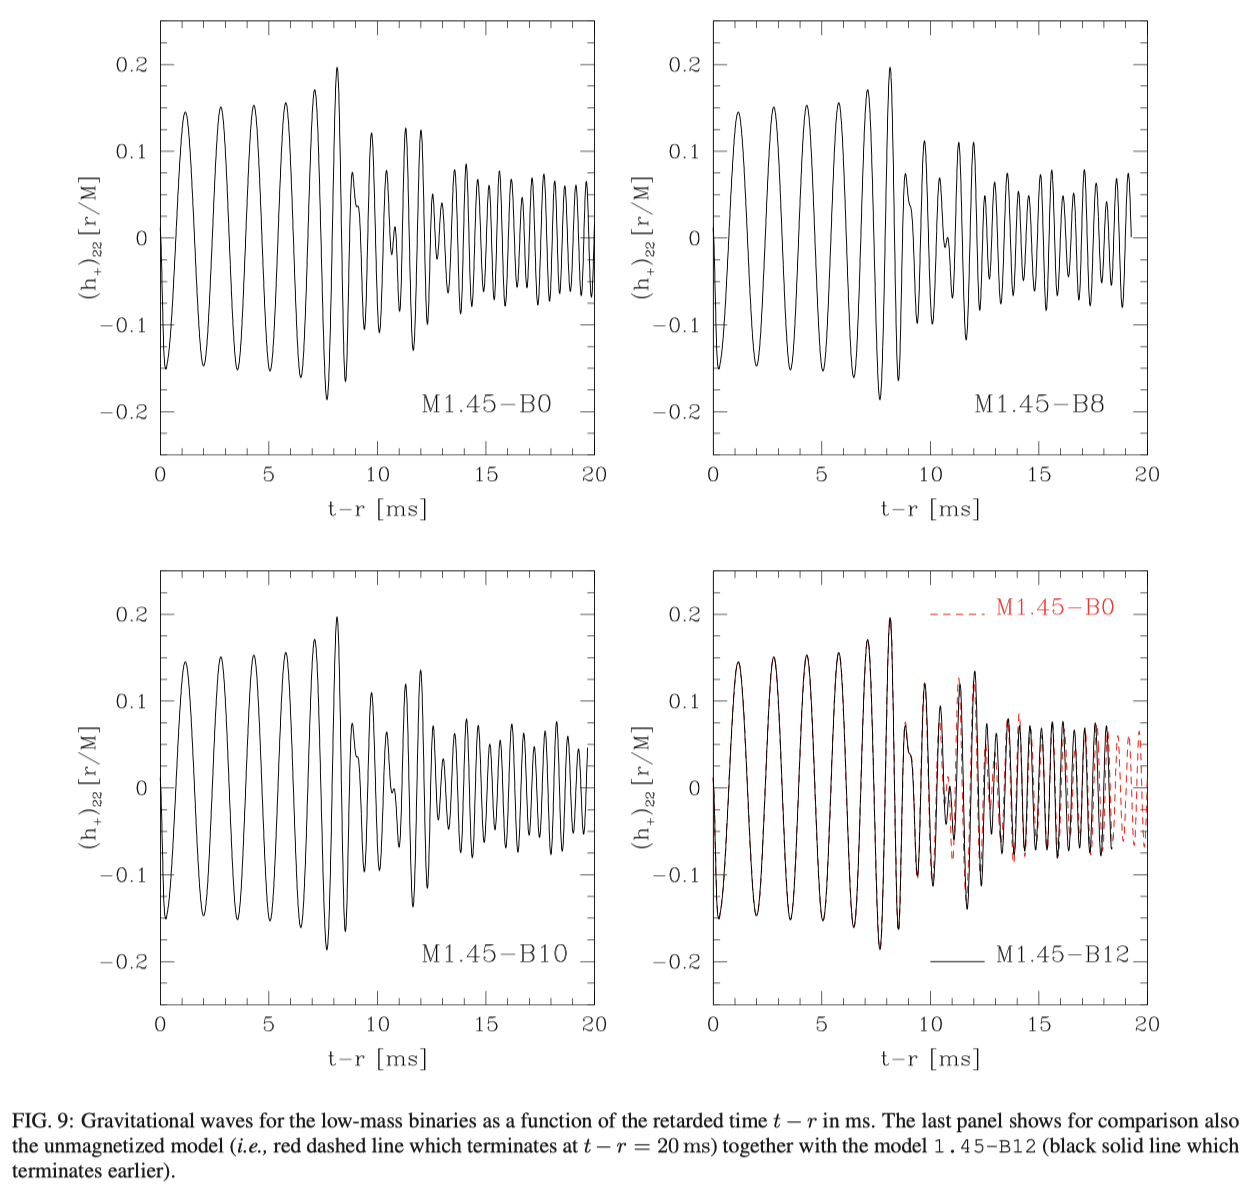 0.2
0.1
0
−0.1
−0.2
(h₊)₂₂ [r/M]
M1.45−B0
0 5 10 15 20
t−r [ms]
0.2
0.1
0
−0.1
−0.2
(h₊)₂₂ [r/M]
M1.45−B8
0 5 10 15 20
t−r [ms]
0.2
0.1
0
−0.1
−0.2
(h₊)₂₂ [r/M]
M1.45−B10
0 5 10 15 20
t−r [ms]
0.2
0.1
0
−0.1
−0.2
(h₊)₂₂ [r/M]
M1.45−B0
M1.45−B12
0 5 10 15 20
t−r [ms]
FIG. 9: Gravitational waves for the low-mass binaries as a function of the retarded time t − r in ms. The last panel shows for comparison also
the unmagnetized model (i.e., red dashed line which terminates at t − r = 20 ms) together with the model 1.45-B12 (black solid line which
terminates earlier).